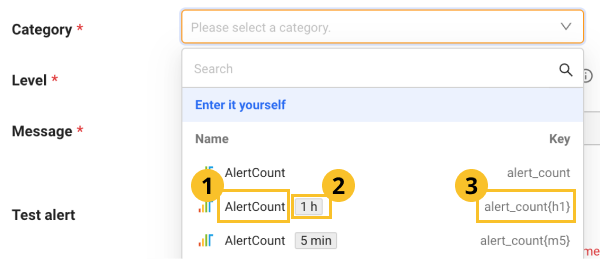 Category *
Please select a category.
Search
Level *
Enter it yourself
Message *
Name Key
AlertCount alert_count
1 2 3
AlertCount 1 h alert_count{h1}
Test alert
AlertCount 5 min alert_count{m5}